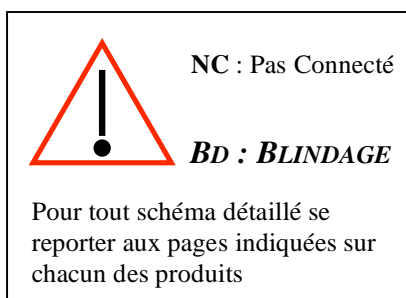 NC : Pas Connecté
BD : BLINDAGE
Pour tout schéma détaillé se
reporter aux pages indiquées sur
chacun des produits